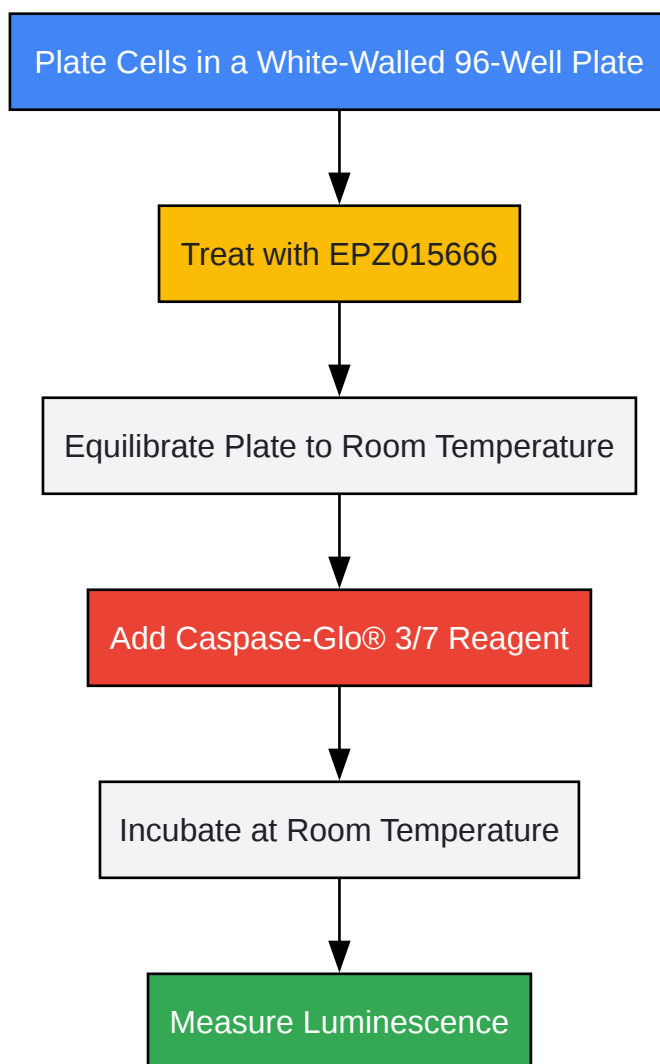 Plate Cells in a White-Walled 96-Well Plate
Treat with EPZ015666
Equilibrate Plate to Room Temperature
Add Caspase-Glo® 3/7 Reagent
Incubate at Room Temperature
Measure Luminescence